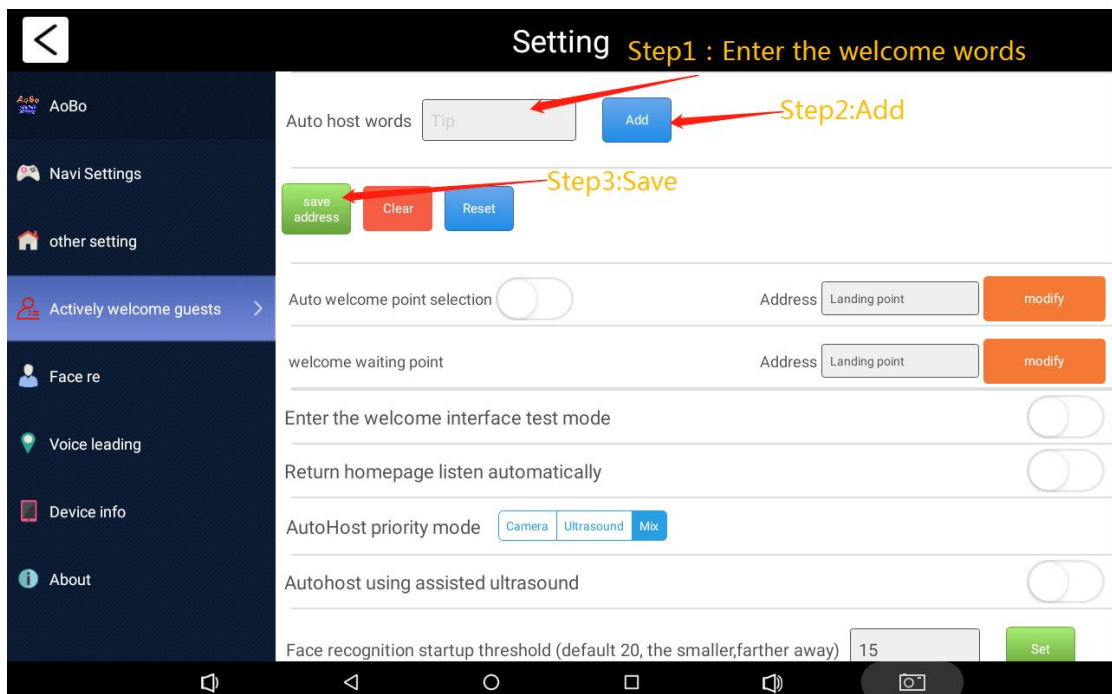 Setting
Step1：Enter the welcome words
AoBo
Auto host words
Tip
Add
Step2:Add
Navi Settings
Step3:Save
save address
Clear
Reset
other setting
Actively welcome guests
Auto welcome point selection
Address
Landing point
modify
welcome waiting point
Address
Landing point
modify
Face re
Enter the welcome interface test mode
Voice leading
Return homepage listen automatically
Device info
AutoHost priority mode
Camera
Ultrasound
Mix
About
Autohost using assisted ultrasound
Face recognition startup threshold (default 20, the smaller,farther away)
15
Set